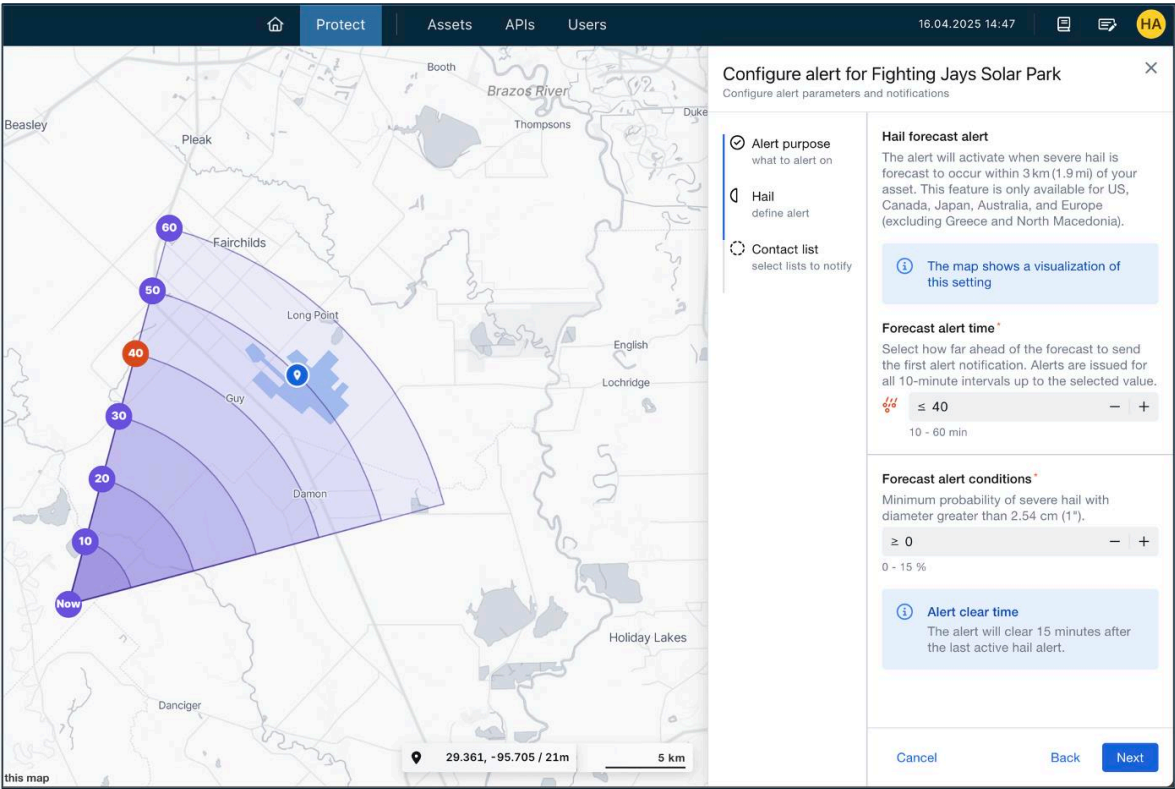 Protect
Assets
APIs
Users
16.04.2025 14:47
HA
Booth
Brazos River
Duke
Beasley
Thompsons
Pleak
60
Fairchilds
50
Long Point
English
40
Lochridge
Guy
30
20
Damon
10
Now
Holiday Lakes
Danciger
29.361, -95.705 / 21m
5 km
this map
Configure alert for Fighting Jays Solar Park
Configure alert parameters and notifications
Alert purpose
what to alert on
Hail
define alert
Contact list
select lists to notify
Hail forecast alert
The alert will activate when severe hail is
forecast to occur within 3 km (1.9 mi) of your
asset. This feature is only available for US,
Canada, Japan, Australia, and Europe
(excluding Greece and North Macedonia).
The map shows a visualization of
this setting
Forecast alert time*
Select how far ahead of the forecast to send
the first alert notification. Alerts are issued for
all 10-minute intervals up to the selected value.
≤ 40
10 - 60 min
Forecast alert conditions*
Minimum probability of severe hail with
diameter greater than 2.54 cm (1").
≥ 0
0 - 15 %
Alert clear time
The alert will clear 15 minutes after
the last active hail alert.
Cancel
Back
Next